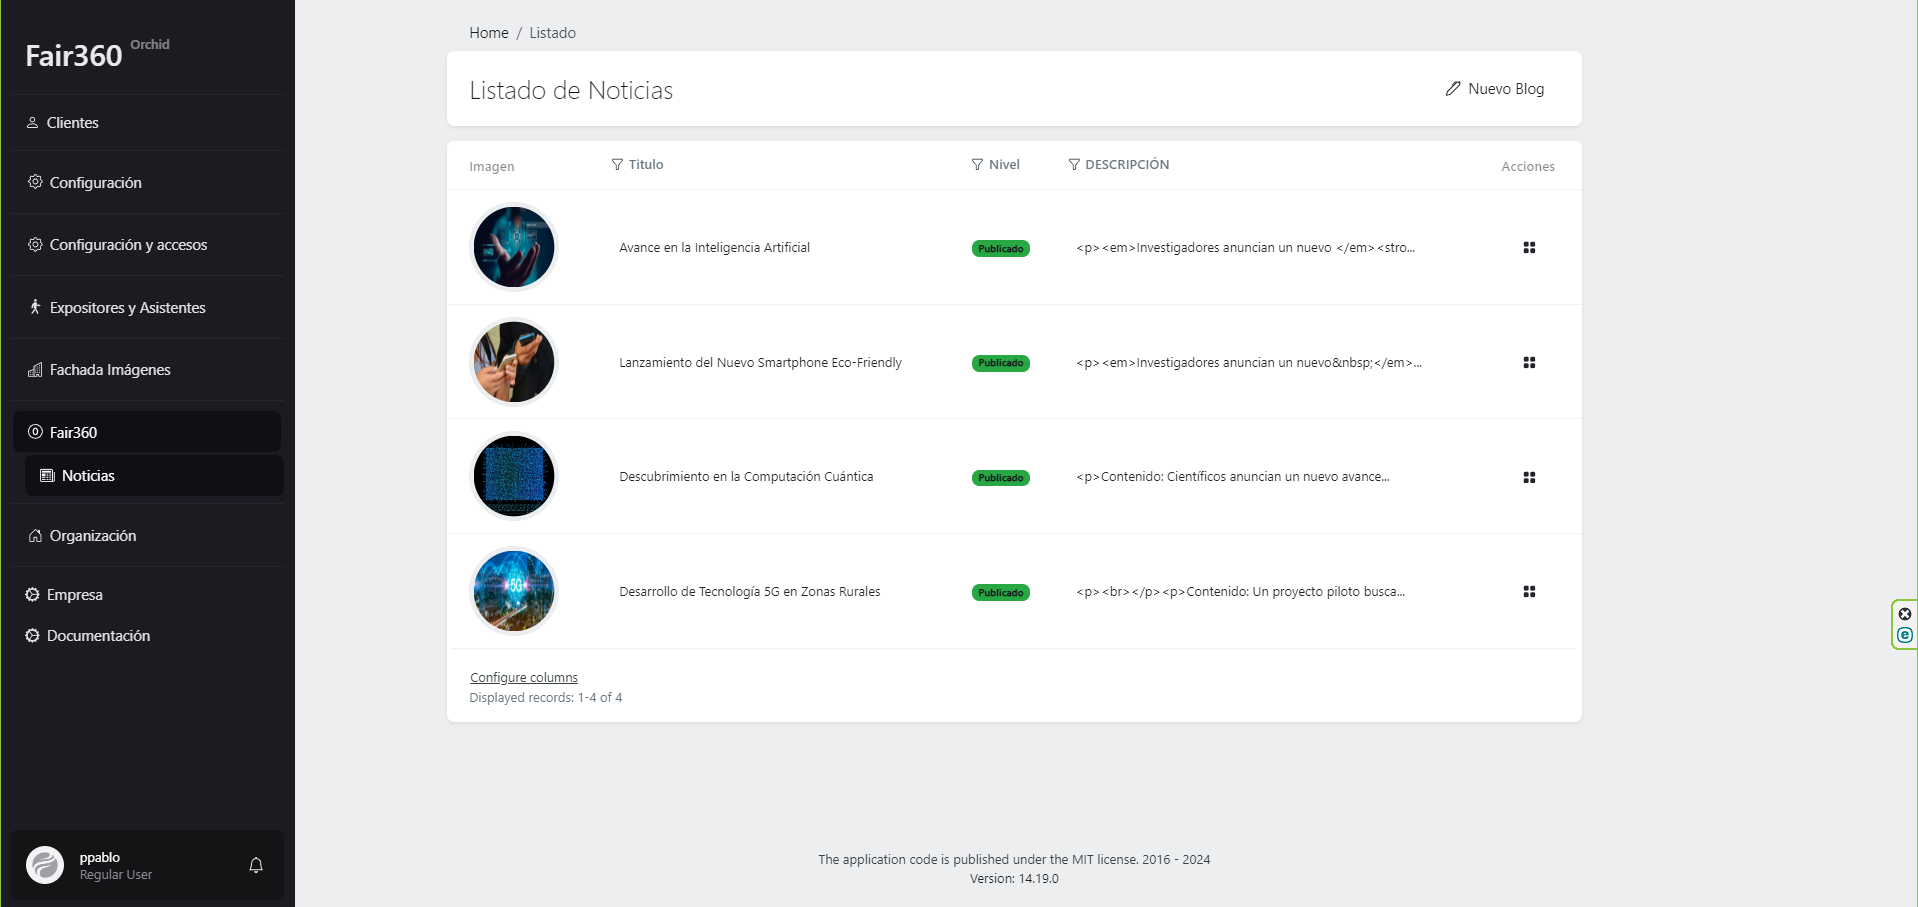 Fair360 Orchid
Clientes
Configuración
Configuración y accesos
Expositores y Asistentes
Fachada Imágenes
Fair360
Noticias
Organización
Empresa
Documentación
ppablo
Regular User
Home / Listado
Listado de Noticias
Nuevo Blog
Imagen Titulo Nivel DESCRIPCIÓN Acciones
Avance en la Inteligencia Artificial Publicado <p><em>Investigadores anuncian un nuevo </em><stro...
Lanzamiento del Nuevo Smartphone Eco-Friendly Publicado <p><em>Investigadores anuncian un nuevo&nbsp;</em>...
Descubrimiento en la Computación Cuántica Publicado <p>Contenido: Científicos anuncian un nuevo avance...
5G
Desarrollo de Tecnología 5G en Zonas Rurales Publicado <p><br></p><p>Contenido: Un proyecto piloto busca...
Configure columns
Displayed records: 1-4 of 4
The application code is published under the MIT license. 2016 - 2024
Version: 14.19.0